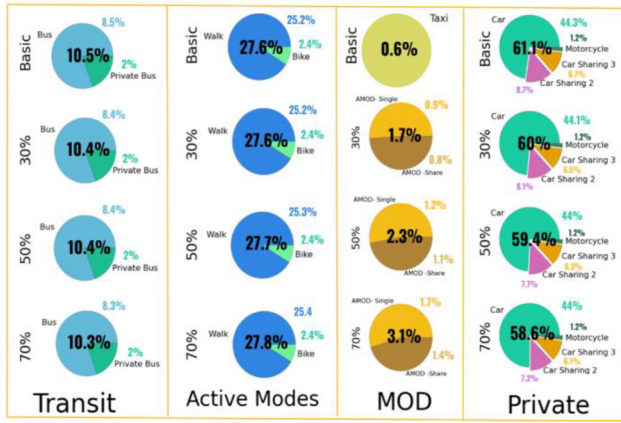 Basic
Bus
8.5%
10.5%
2%
Private Bus
30%
Bus
8.4%
10.4%
2%
Private Bus
50%
Bus
8.4%
10.4%
2%
Private Bus
70%
Bus
8.3%
10.3%
2%
Private Bus
Transit
Basic
Walk
25.2%
27.6%
2.4%
Bike
Walk
25.2%
27.6%
2.4%
Bike
30%
Walk
25.3%
27.7%
2.4%
Bike
50%
Walk
25.4
27.8%
2.4%
Bike
70%
Active Modes
Basic
Taxi
0.6%
30%
AMOD- Single
0.9%
1.7%
0.8%
AMOD -Share
50%
AMOD- Single
1.2%
2.3%
1.1%
AMOD -Share
70%
AMOD- Single
1.7%
3.1%
1.4%
AMOD -Share
MOD
Basic
Car
44.3%
61.1%
1.2%
Motorcycle
Car Sharing 3
6.7%
Car Sharing 2
8.7%
30%
Car
44.1%
60%
1.2%
Motorcycle
Car Sharing 3
6.5%
Car Sharing 2
8.1%
50%
Car
44%
59.4%
1.2%
Motorcycle
Car Sharing 3
6.3%
Car Sharing 2
7.7%
70%
Car
44%
58.6%
1.2%
Motorcycle
Car Sharing 3
6.1%
Car Sharing 2
7.2%
Private